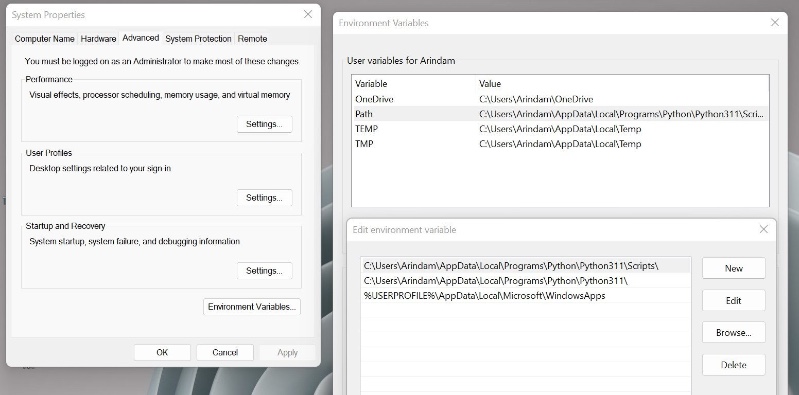 System Properties
Computer Name
Hardware
Advanced
System Protection
Remote
You must be logged on as an Administrator to make most of these changes
Performance
Visual effects, processor scheduling, memory usage, and virtual memory
Settings...
User Profiles
Desktop settings related to your sign-in
Settings...
Startup and Recovery
System startup, system failure, and debugging information
Settings...
Environment Variables...
OK
Cancel
Apply
Environment Variables
User variables for Arindam
Variable Value
OneDrive C:\Users\Arindam\OneDrive
Path C:\Users\Arindam\AppData\Local\Programs\Python\Python311\Scri...
TEMP C:\Users\Arindam\AppData\Local\Temp
TMP C:\Users\Arindam\AppData\Local\Temp
Edit environment variable
C:\Users\Arindam\AppData\Local\Programs\Python\Python311\Scripts\
C:\Users\Arindam\AppData\Local\Programs\Python\Python311\
%USERPROFILE%\AppData\Local\Microsoft\WindowsApps
New
Edit
Browse...
Delete